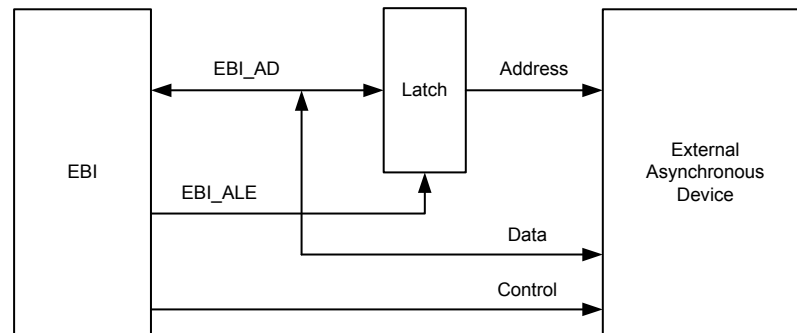 EBI_AD
Address
Latch
EBI
External
Asynchronous
Device
EBI_ALE
Data
Control